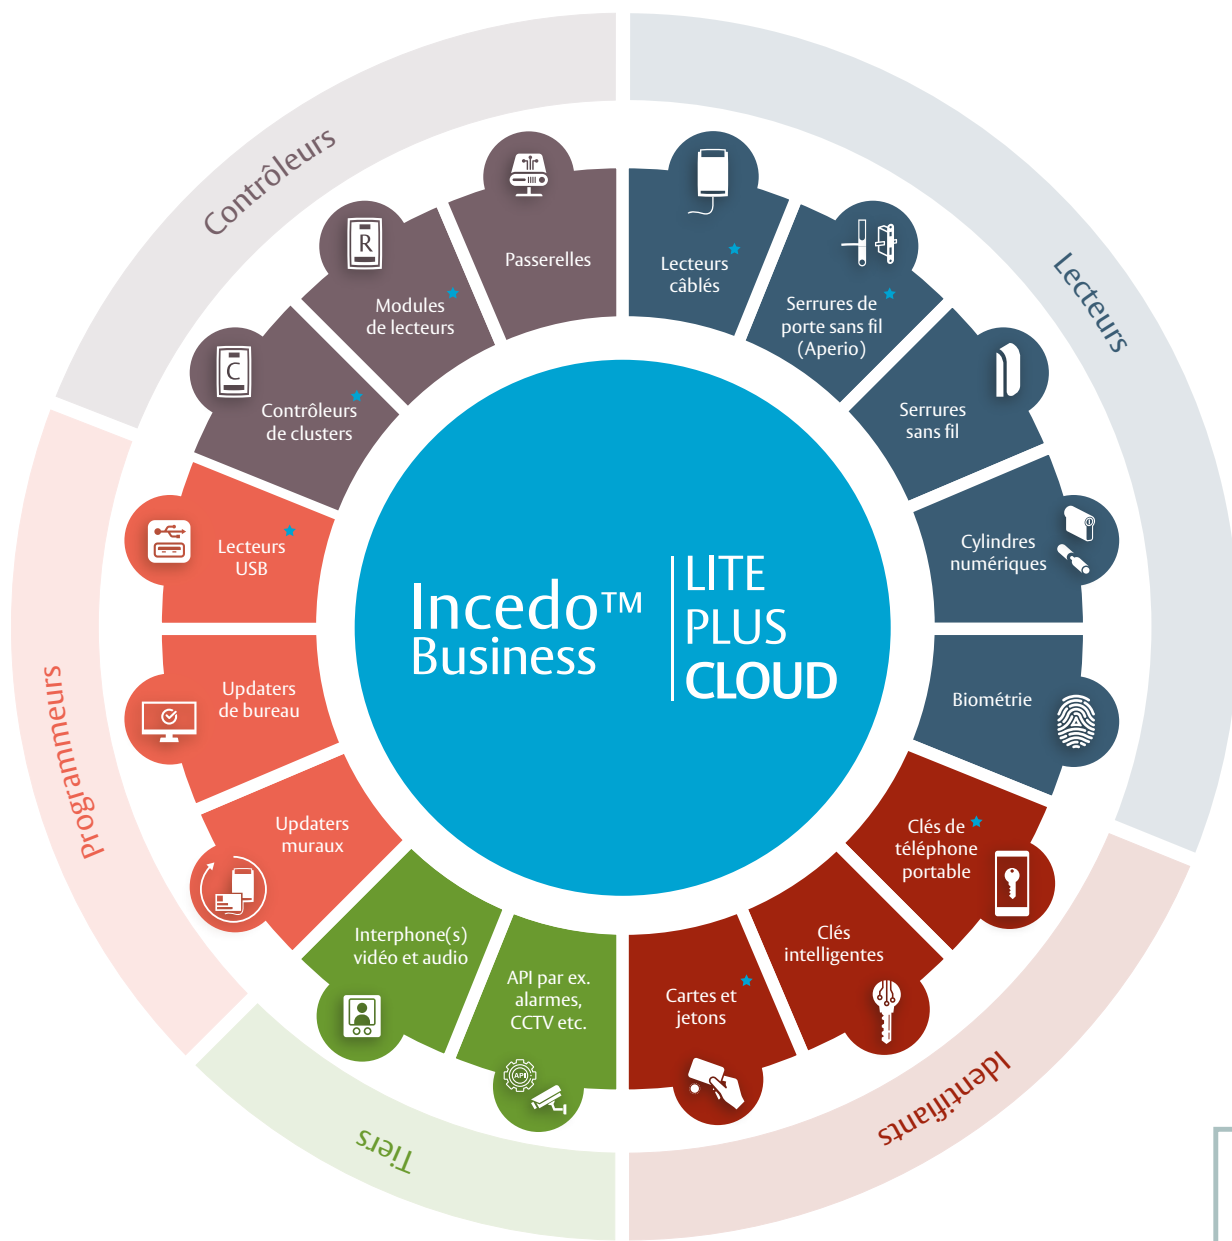 Contrôleurs
Lecteurs
Programmeurs
Tiers
Identifiants
Passerelles
R
Modules
de lecteurs
C
Contrôleurs
de clusters
Lecteurs
câblés
Serrures de
porte sans fil
(Aperio)
Serrures
sans fil
Cylindres
numériques
Biométrie
Clés de
téléphone
portable
Clés
intelligentes
Cartes et
jetons
API par ex.
alarmes,
CCTV etc.
API
Interphone(s)
vidéo et audio
Updaters
muraux
Updaters
de bureau
Lecteurs
USB
Incedo™
Business
LITE
PLUS
CLOUD